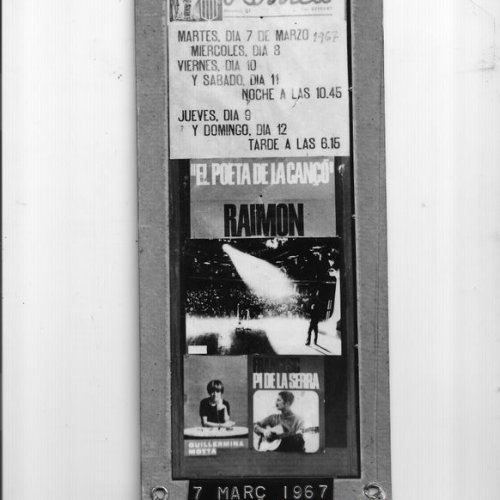 MARTES, DIA 7 DE MARZO 1967
MIERCOLES, DIA 8
VIERNES, DIA 10
Y SABADO, DIA 11
NOCHE A LAS 10.45
JUEVES, DIA 9
Y DOMINGO, DIA 12
TARDE A LAS 6.15
"EL POETA DE LA CANÇÓ"
RAIMON
FRANCESC
PI DE LA SERRA
GUILLERMINA
MOTTA
7 MARÇ 1967